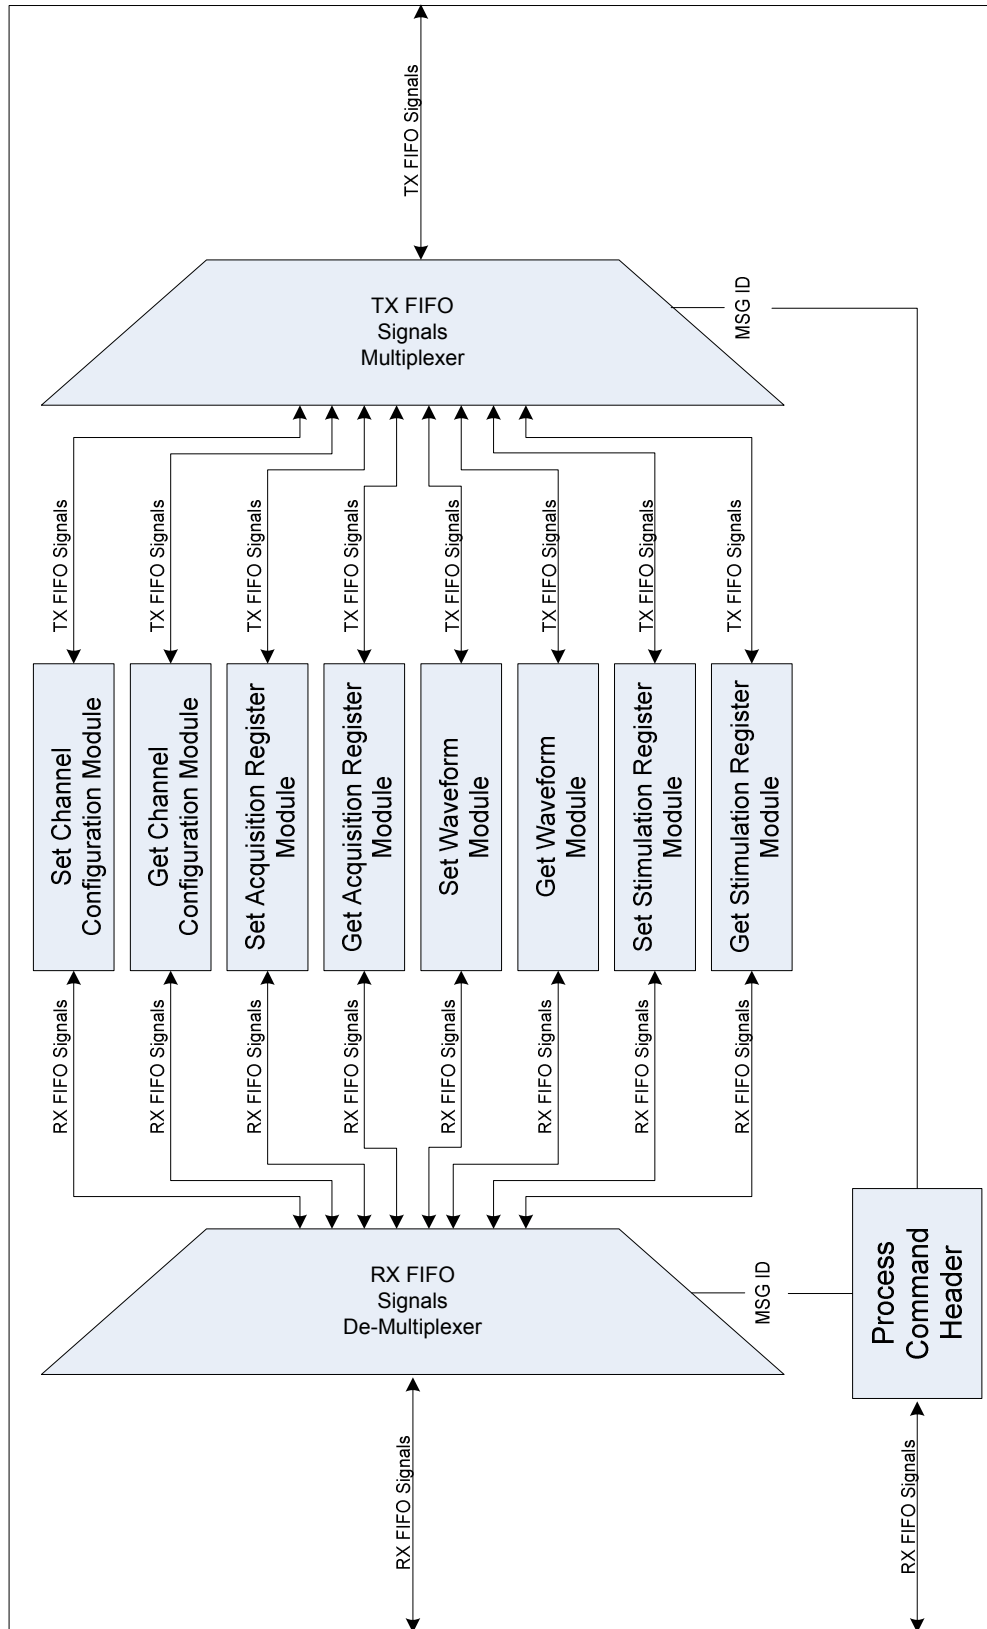 TX FIFO Signals
TX FIFO
Signals
Multiplexer
MSG ID
TX FIFO Signals
TX FIFO Signals
TX FIFO Signals
TX FIFO Signals
TX FIFO Signals
TX FIFO Signals
TX FIFO Signals
TX FIFO Signals
Set Channel
Configuration Module
Get Channel
Configuration Module
Set Acquisition Register
Module
Get Acquisition Register
Module
Set Waveform
Module
Get Waveform
Module
Set Stimulation Register
Module
Get Stimulation Register
Module
RX FIFO Signals
RX FIFO Signals
RX FIFO Signals
RX FIFO Signals
RX FIFO Signals
RX FIFO Signals
RX FIFO Signals
RX FIFO Signals
RX FIFO
Signals
De-Multiplexer
MSG ID
Process
Command
Header
RX FIFO Signals
RX FIFO Signals